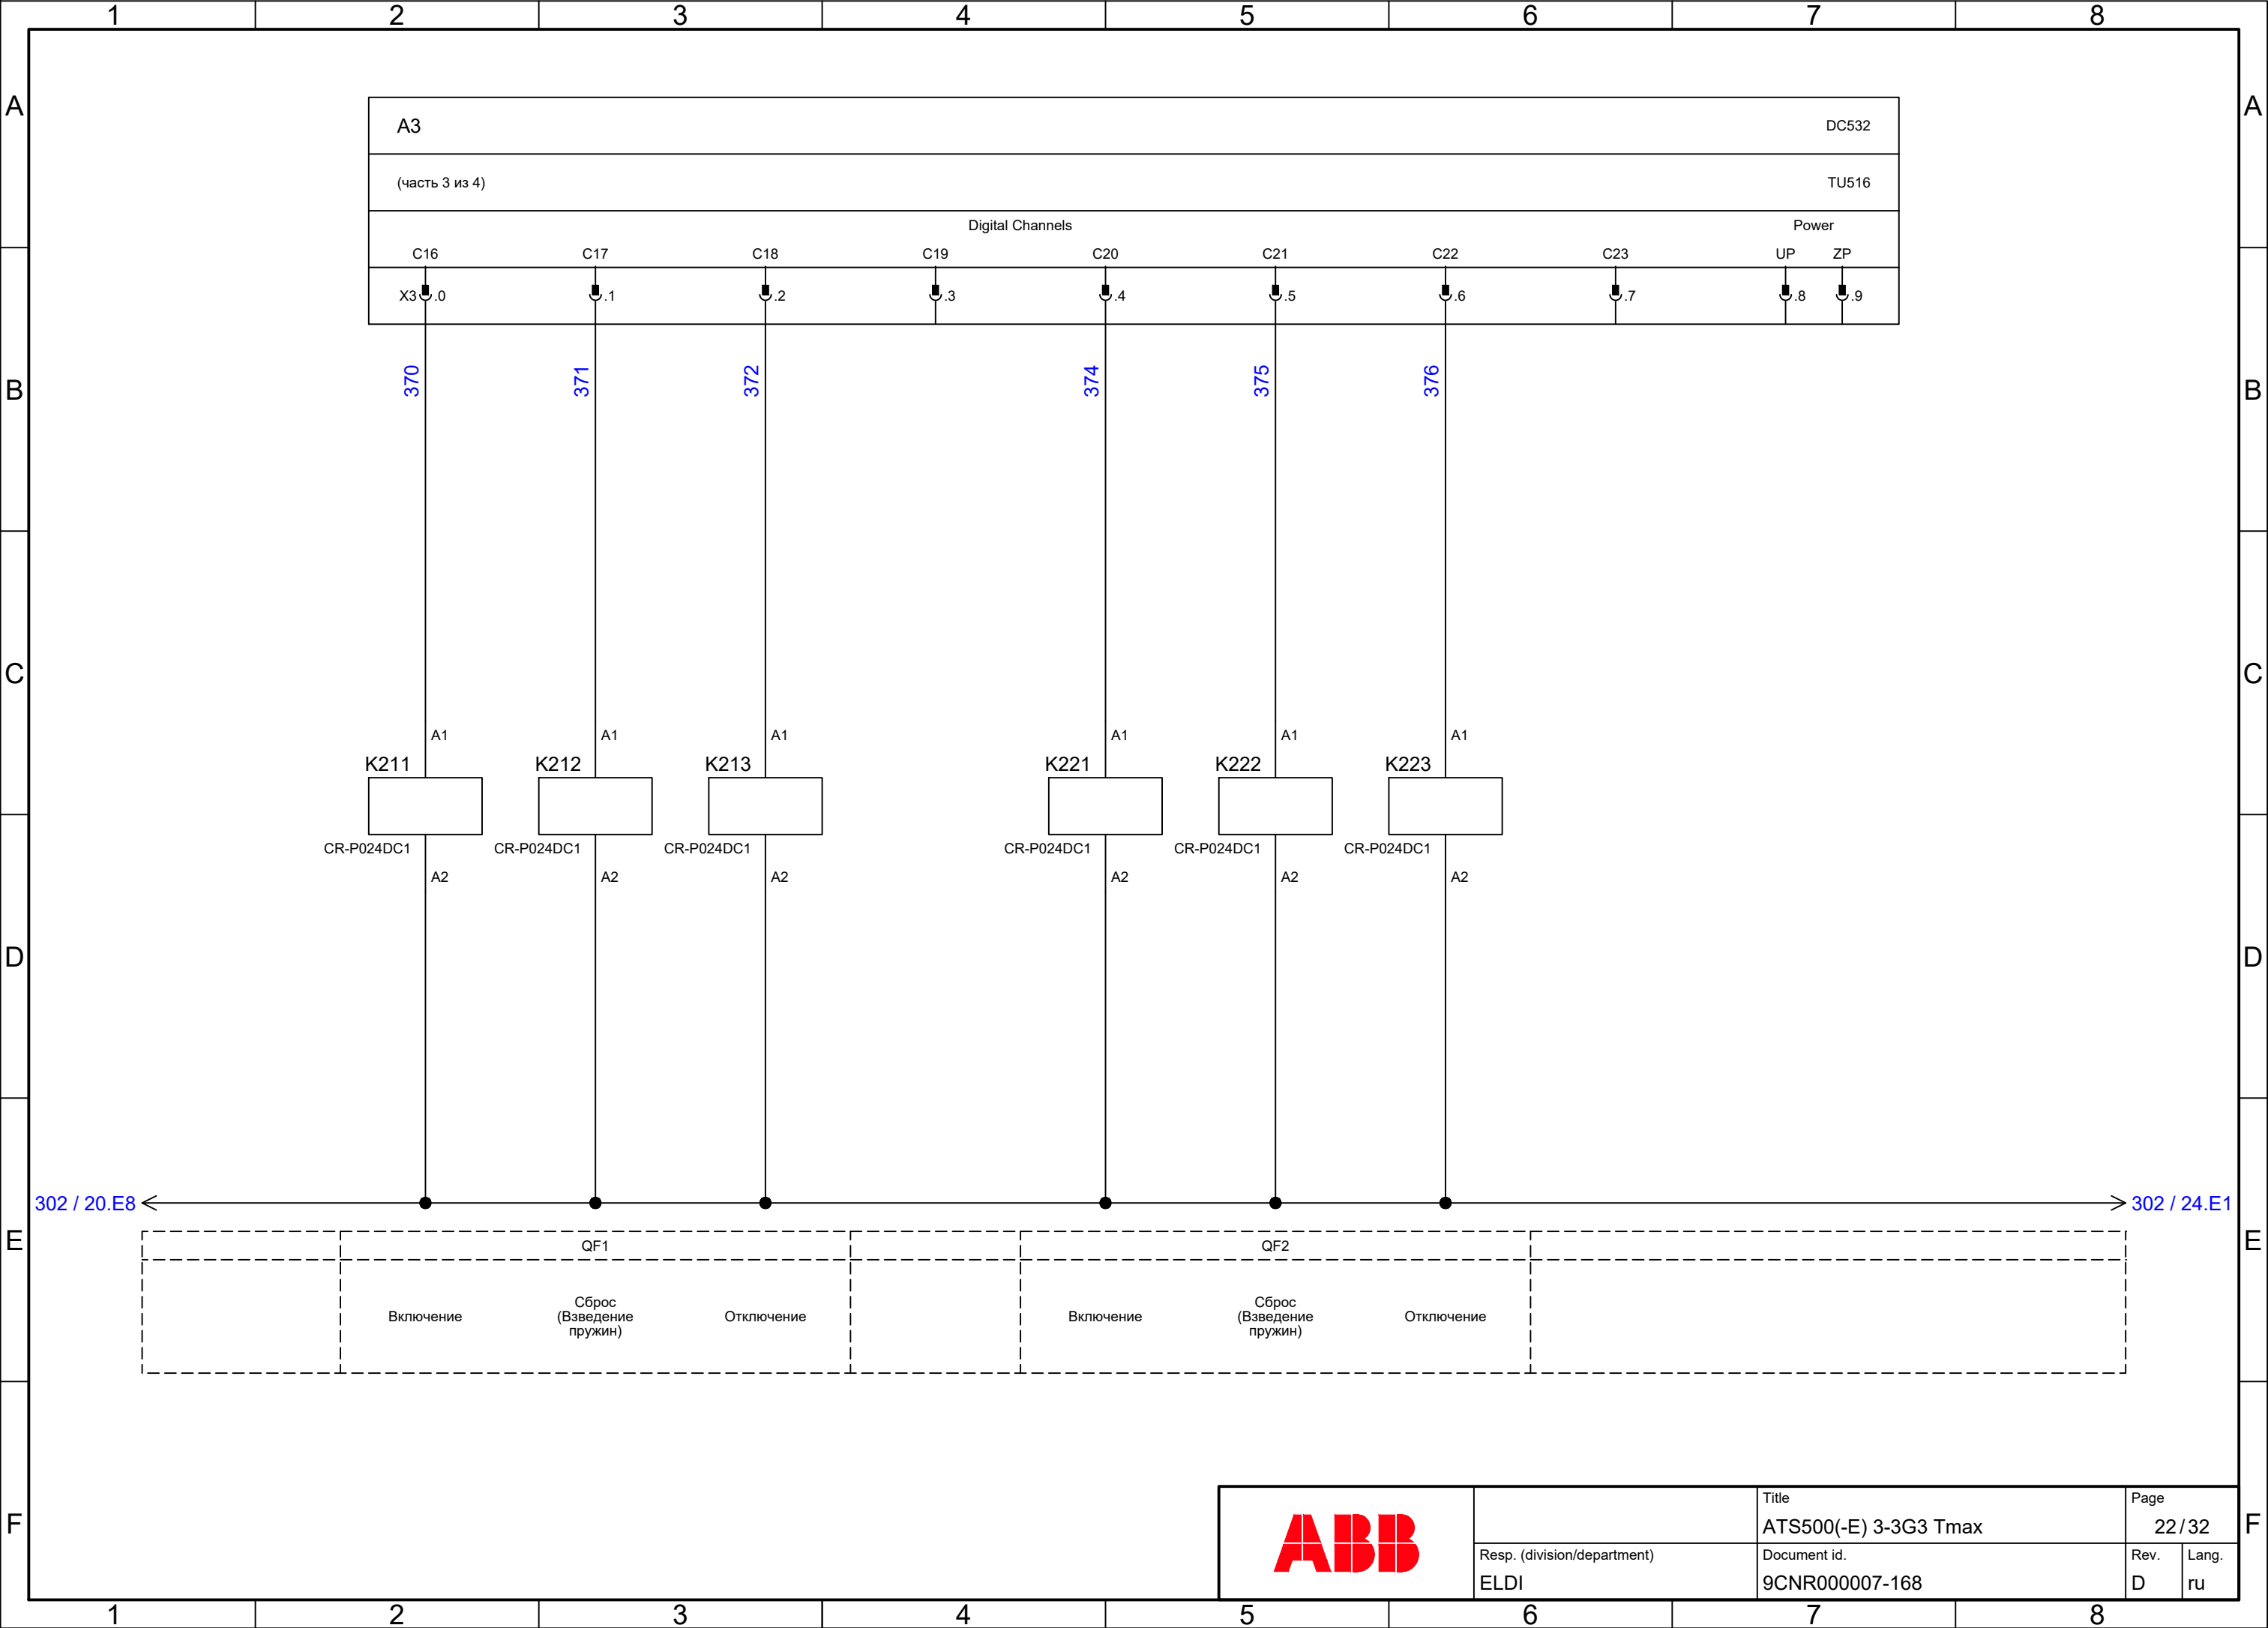 1 2 3 4 5 6 7 8
A A
A3 DC532
(часть 3 из 4) TU516
Digital Channels Power
C16 C17 C18 C19 C20 C21 C22 C23 UP ZP
X3 .0 .1 .2 .3 .4 .5 .6 .7 .8 .9
370 371 372 374 375 376
B B
C C
A1 A1 A1 A1 A1 A1
K211 K212 K213 K221 K222 K223
CR-P024DC1 CR-P024DC1 CR-P024DC1 CR-P024DC1 CR-P024DC1 CR-P024DC1
A2 A2 A2 A2 A2 A2
D D
302 / 20.E8 302 / 24.E1
E E
QF1 QF2
Включение
Сброс
(Взведение
пружин)
Отключение
Включение
Сброс
(Взведение
пружин)
Отключение
F F
ABB
Title
ATS500(-E) 3-3G3 Tmax
Page
22/32
Resp. (division/department)
ELDI
Document id.
9CNR000007-168
Rev.
D
Lang.
ru
1 2 3 4 5 6 7 8